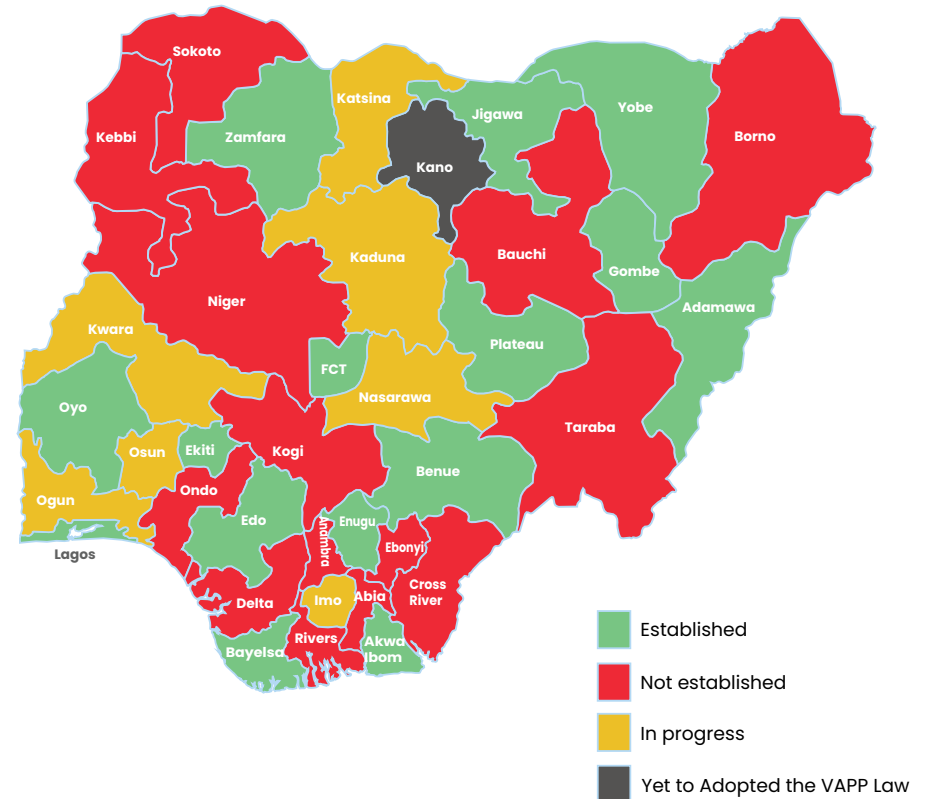 Sokoto
Katsina
Jigawa
Yobe
Kebbi
Zamfara
Borno
Kano
Bauchi
Kaduna
Gombe
Niger
Adamawa
Kwara
Plateau
FCT
Nasarawa
Oyo
Taraba
Osun
Ekiti
Kogi
Benue
Ondo
Ogun
Edo
Enugu
Anambra
Ebonyi
Lagos
Cross
River
Imo
Abia
Delta
Rivers
Akwa
Ibom
Bayelsa
Established
Not established
In progress
Yet to Adopted the VAPP Law